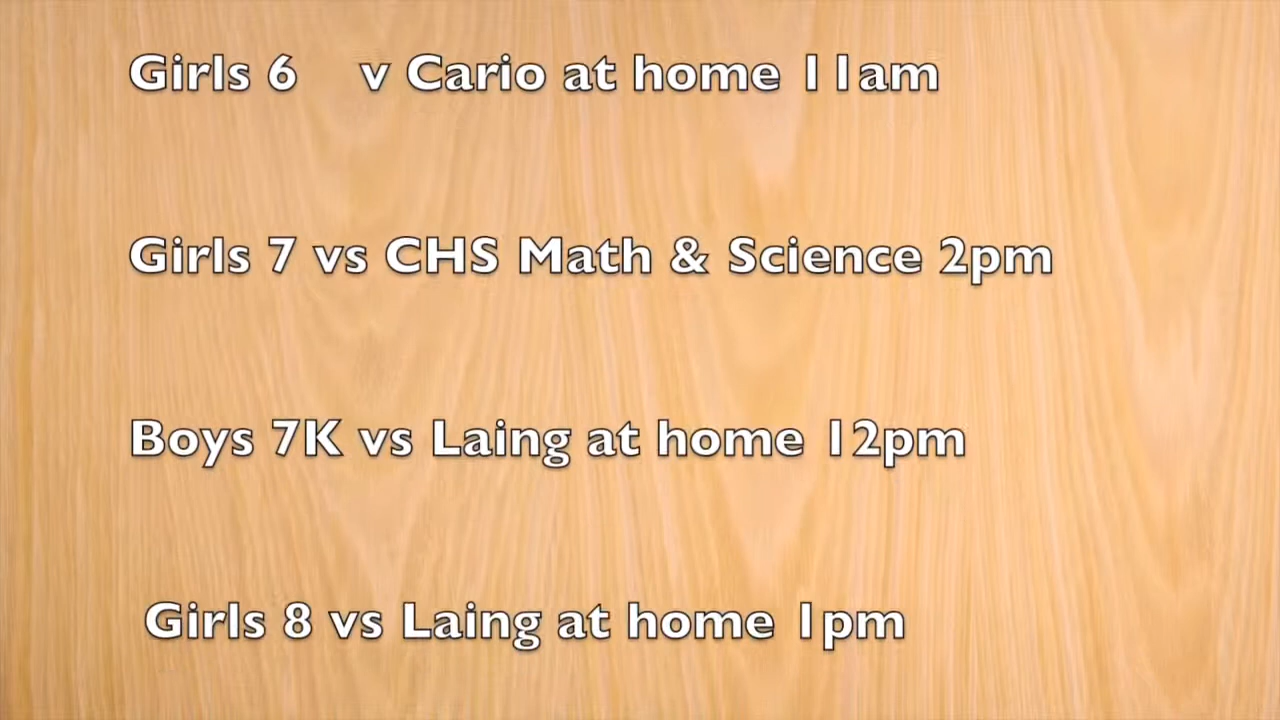 Girls 6 v Cario at home 11am
Girls 7 vs CHS Math & Science 2pm
Boys 7K vs Laing at home 12pm
Girls 8 vs Laing at home 1pm